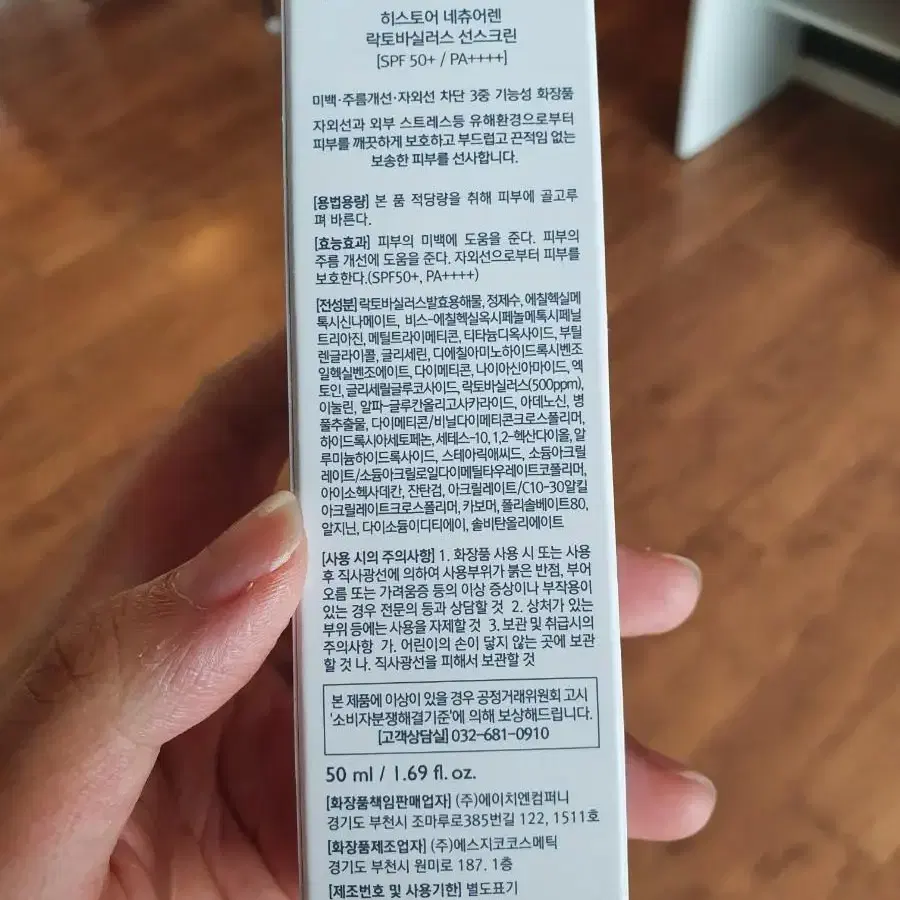 히스토어 네츄어렌
락토바실러스 선스크린
[SPF 50+ / PA++++]
미백·주름개선·자외선 차단 3중 기능성 화장품
자외선과 외부 스트레스등 유해환경으로부터
피부를 깨끗하게 보호하고 부드럽고 끈적임 없는
보송한 피부를 선사합니다.
[용법용량] 본 품 적당량을 취해 피부에 골고루
펴 바른다.
[효능효과] 피부의 미백에 도움을 준다. 피부의
주름 개선에 도움을 준다. 자외선으로부터 피부를
보호한다.(SPF50+, PA++++)
[전성분] 락토바실러스발효용해물, 정제수, 에칠헥실메
톡시신나메이트, 비스-에칠헥실옥시페놀메톡시페닐
트리아진, 메틸트라이메티콘, 티타늄디옥사이드, 부틸
렌글라이콜, 글리세린, 디에칠아미노하이드록시벤조
일헥실벤조에이트, 다이메티콘, 나이아신아마이드, 엑
토인, 글리세릴글루코사이드, 락토바실러스(500ppm),
이눌린, 알파-글루칸올리고사카라이드, 아데노신, 병
풀추출물, 다이메티콘/비닐다이메티콘크로스폴리머,
하이드록시아세토페논, 세테스-10, 1,2-헥산다이올, 알
루미늄하이드록사이드, 스테아릭애씨드, 소듐아크릴
레이트/소듐아크릴로일다이메틸타우레이트코폴리머,
아이소헥사데칸, 잔탄검, 아크릴레이트/C10-30알킬
아크릴레이트크로스폴리머, 카보머, 폴리솔베이트80,
알지닌, 다이소듐이디티에이, 솔비탄올리에이트
[사용 시의 주의사항] 1. 화장품 사용 시 또는 사용
후 직사광선에 의하여 사용부위가 붉은 반점, 부어
오름 또는 가려움증 등의 이상 증상이나 부작용이
있는 경우 전문의 등과 상담할 것 2. 상처가 있는
부위 등에는 사용을 자제할 것 3. 보관 및 취급시의
주의사항 가. 어린이의 손이 닿지 않는 곳에 보관
할 것 나. 직사광선을 피해서 보관할 것
본 제품에 이상이 있을 경우 공정거래위원회 고시
'소비자분쟁해결기준'에 의해 보상해드립니다.
[고객상담실] 032-681-0910
50 ml / 1.69 fl. oz.
[화장품책임판매업자] (주)에이치엔컴퍼니
경기도 부천시 조마루로385번길 122, 1511호
[화장품제조업자] (주)에스지코코스메틱
경기도 부천시 원미로 187. 1층
[제조번호 및 사용기한] 별도표기